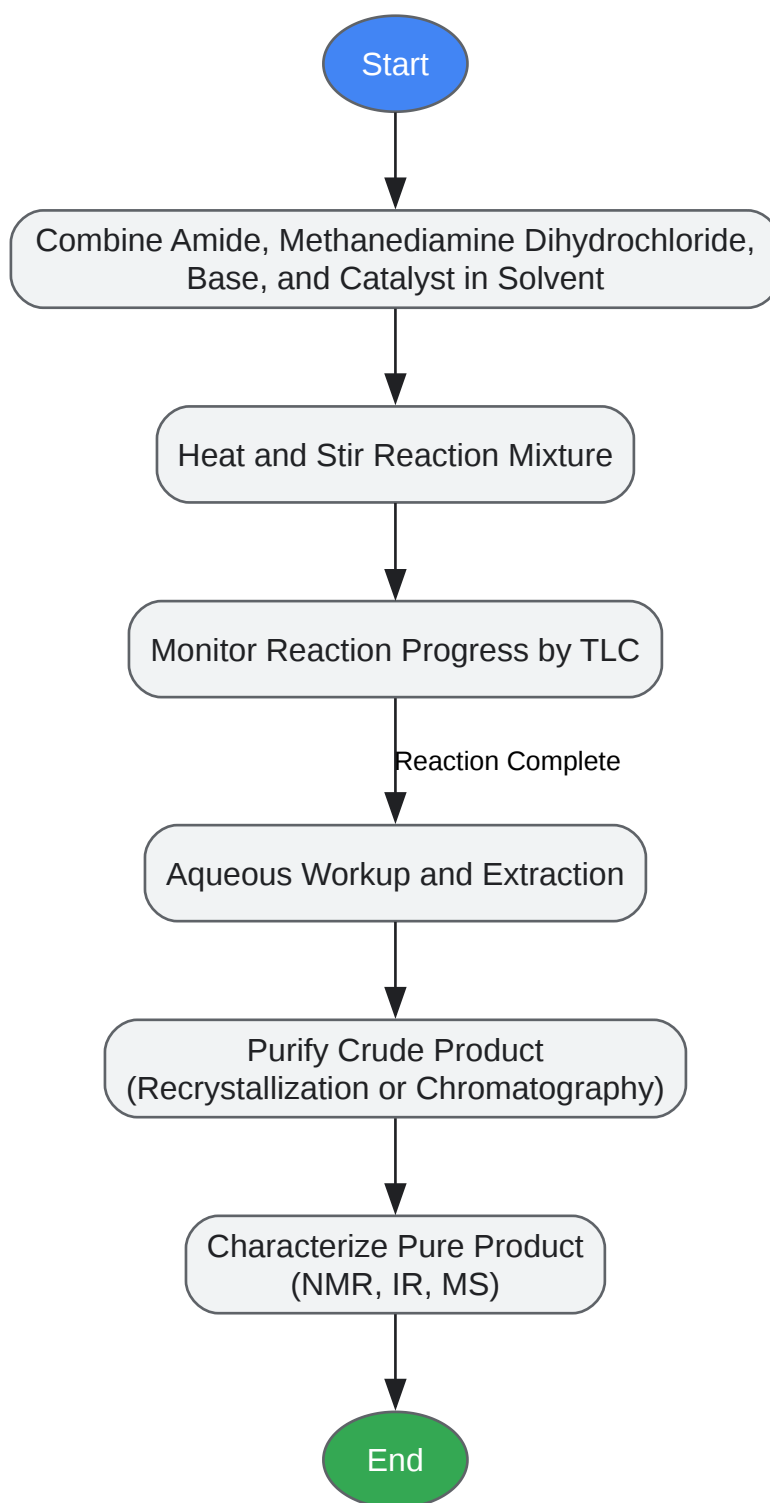 Start
Combine Amide, Methanediamine Dihydrochloride,
Base, and Catalyst in Solvent
Heat and Stir Reaction Mixture
Monitor Reaction Progress by TLC
Reaction Complete
Aqueous Workup and Extraction
Purify Crude Product
(Recrystallization or Chromatography)
Characterize Pure Product
(NMR, IR, MS)
End